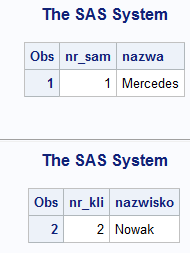 The SAS System
Obs nr_sam nazwa
1 1 Mercedes
The SAS System
Obs nr_kli nazwisko
2 2 Nowak